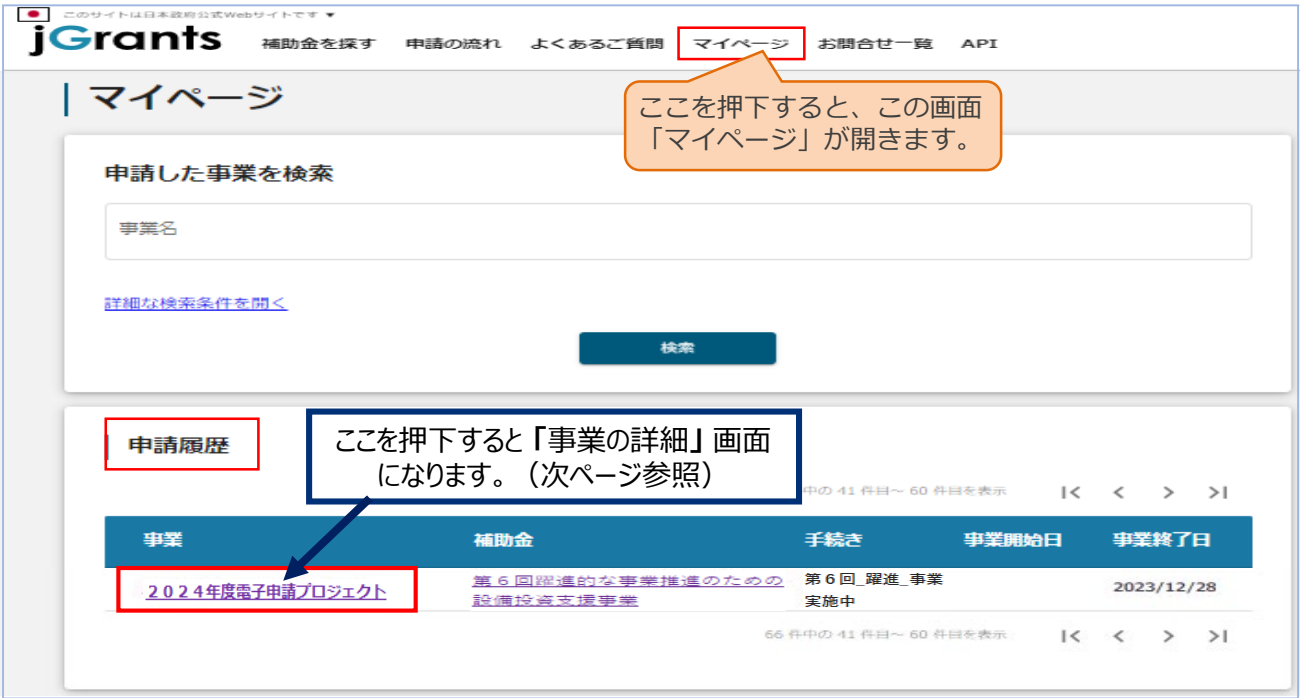 このサイトは日本政府公式Webサイトです ▼
jGrants 補助金を探す 申請の流れ よくあるご質問 マイページ お問合せ一覧 API
マイページ
ここを押下すると、この画面
「マイページ」が開きます。
申請した事業を検索
事業名
詳細な検索条件を開く
検索
申請履歴
ここを押下すると「事業の詳細」画面
になります。（次ページ参照）
中の 41 件目～ 60 件目を表示 |< < > >|
事業 補助金 手続き 事業開始日 事業終了日
２０２４年度電子申請プロジェクト 第６回躍進的な事業推進のための 第６回_躍進_事業 2023/12/28
設備投資支援事業 実施中
66 件中の 41 件目～ 60 件目を表示 |< < > >|